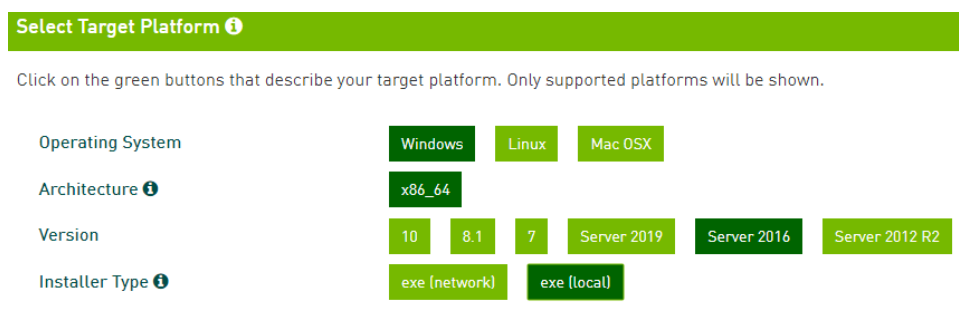 Select Target Platform
Click on the green buttons that describe your target platform. Only supported platforms will be shown.
Operating System Windows Linux Mac OSX
Architecture x86_64
Version 10 8.1 7 Server 2019 Server 2016 Server 2012 R2
Installer Type exe (network) exe (local)